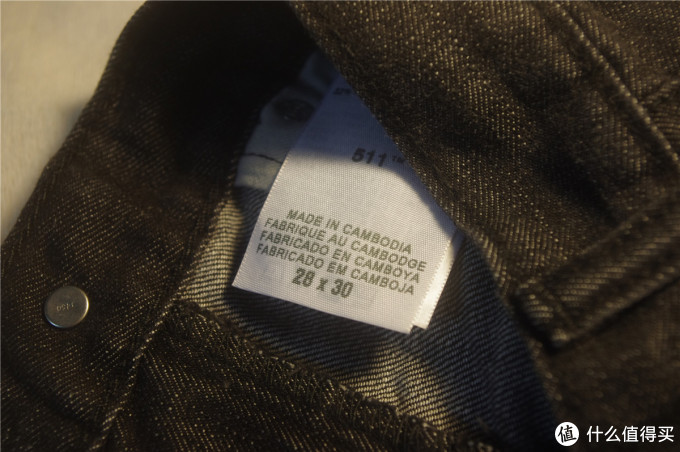 511™
MADE IN CAMBODIA
FABRIQUE AU CAMBODGE
FABRICADO EN CAMBOYA
FABRICADO EM CAMBOJA
28 x 30
值 什么值得买